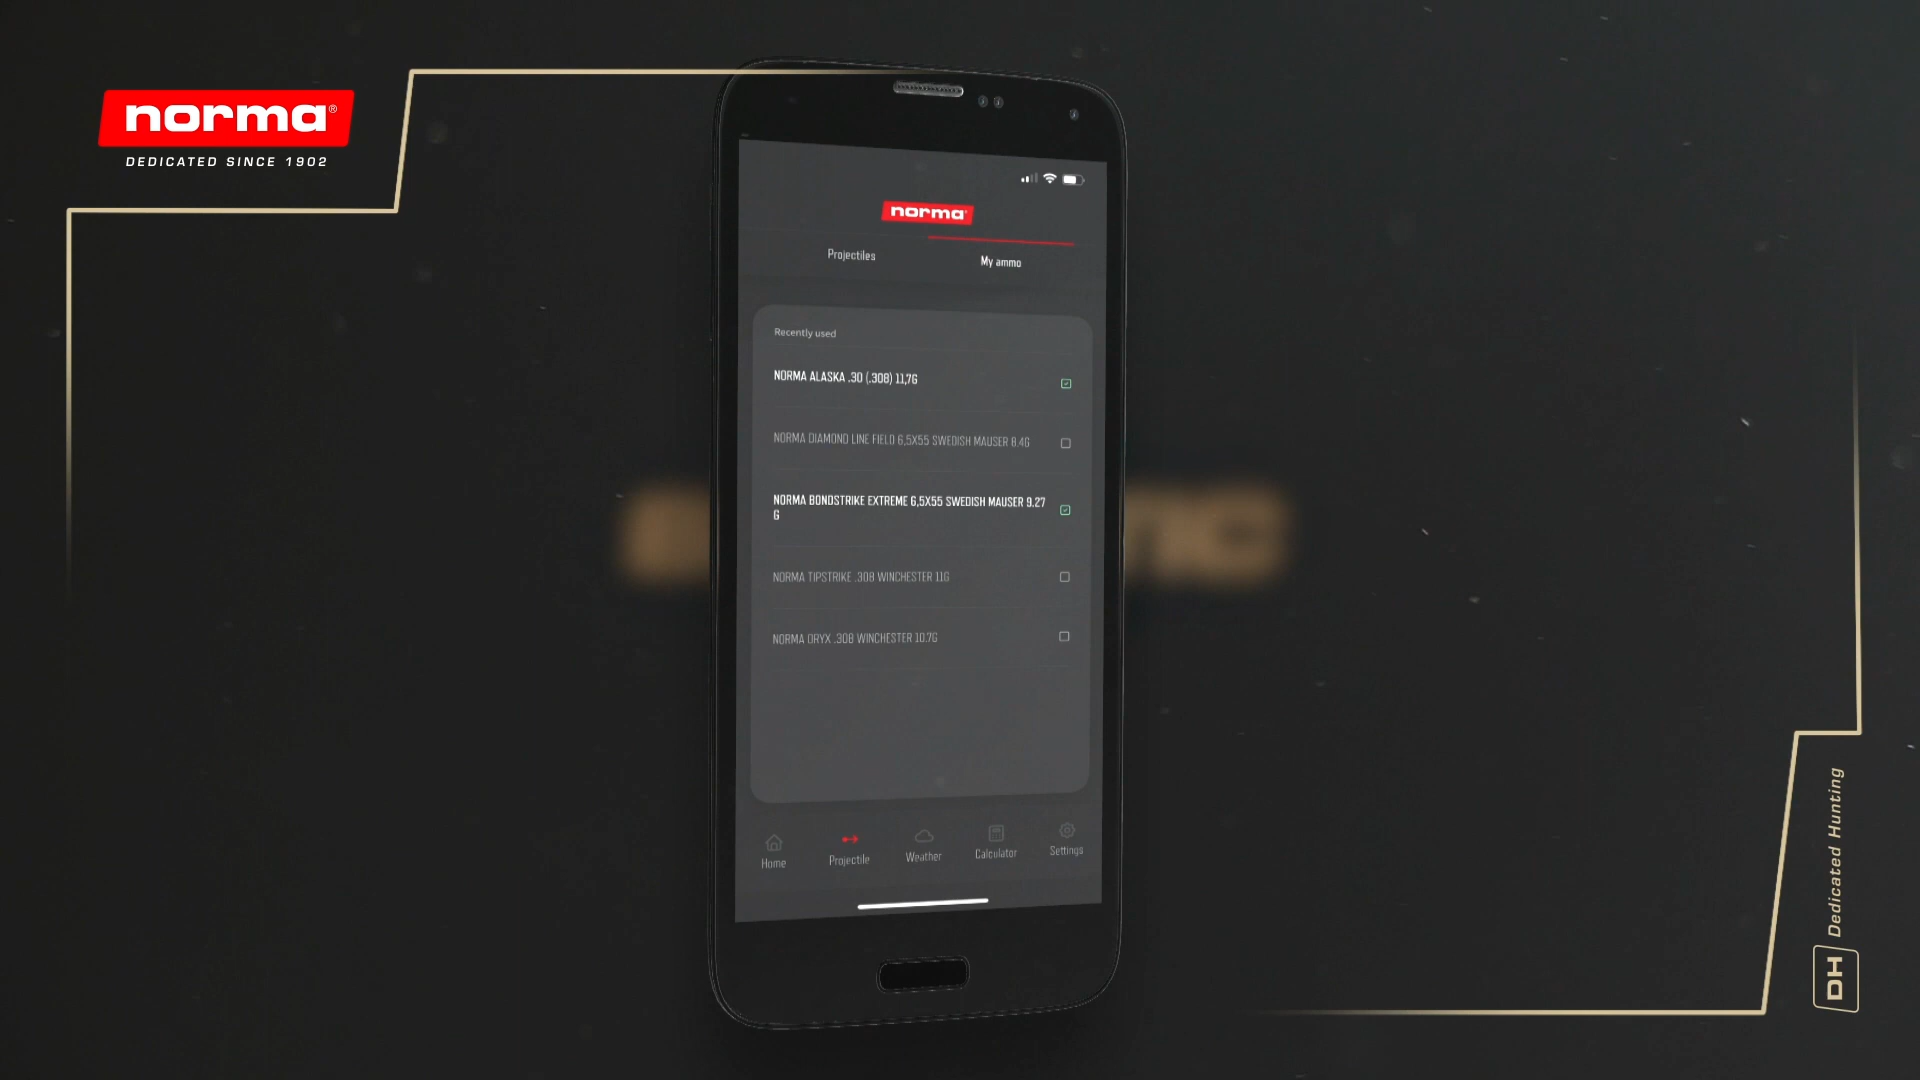 norma®
DEDICATED SINCE 1902
norma
Projectiles
My ammo
Recently used
NORMA ALASKA .30 (.308) 11,7G
NORMA DIAMOND LINE FIELD 6,5X55 SWEDISH MAUSER 8.4G
NORMA BONDSTRIKE EXTREME 6,5X55 SWEDISH MAUSER 9.27
G
NORMA TIPSTRIKE .308 WINCHESTER 11G
NORMA ORYX .308 WINCHESTER 10.7G
Home
Projectile
Weather
Calculator
Settings
DH Dedicated Hunting